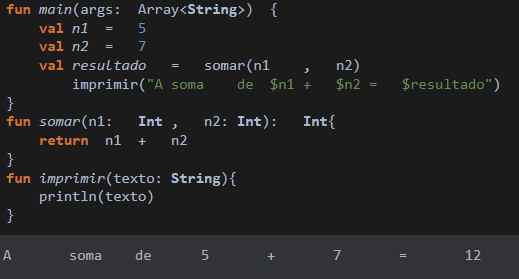 fun main(args: Array<String>) {
val n1 = 5
val n2 = 7
val resultado = somar(n1 , n2)
imprimir("A soma de $n1 + $n2 = $resultado")
}
fun somar(n1: Int , n2: Int): Int{
return n1 + n2
}
fun imprimir(texto: String){
println(texto)
}
A soma de 5 + 7 = 12